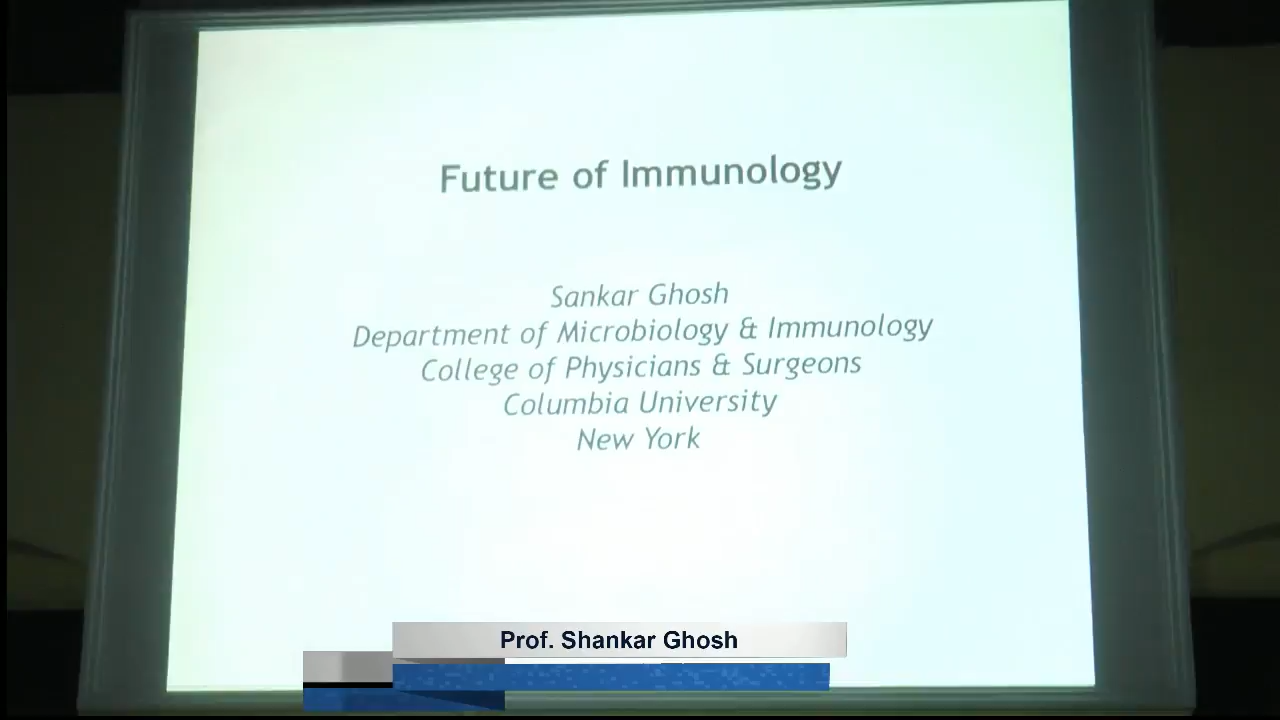 Future of Immunology
Sankar Ghosh
Department of Microbiology & Immunology
College of Physicians & Surgeons
Columbia University
New York
Prof. Shankar Ghosh